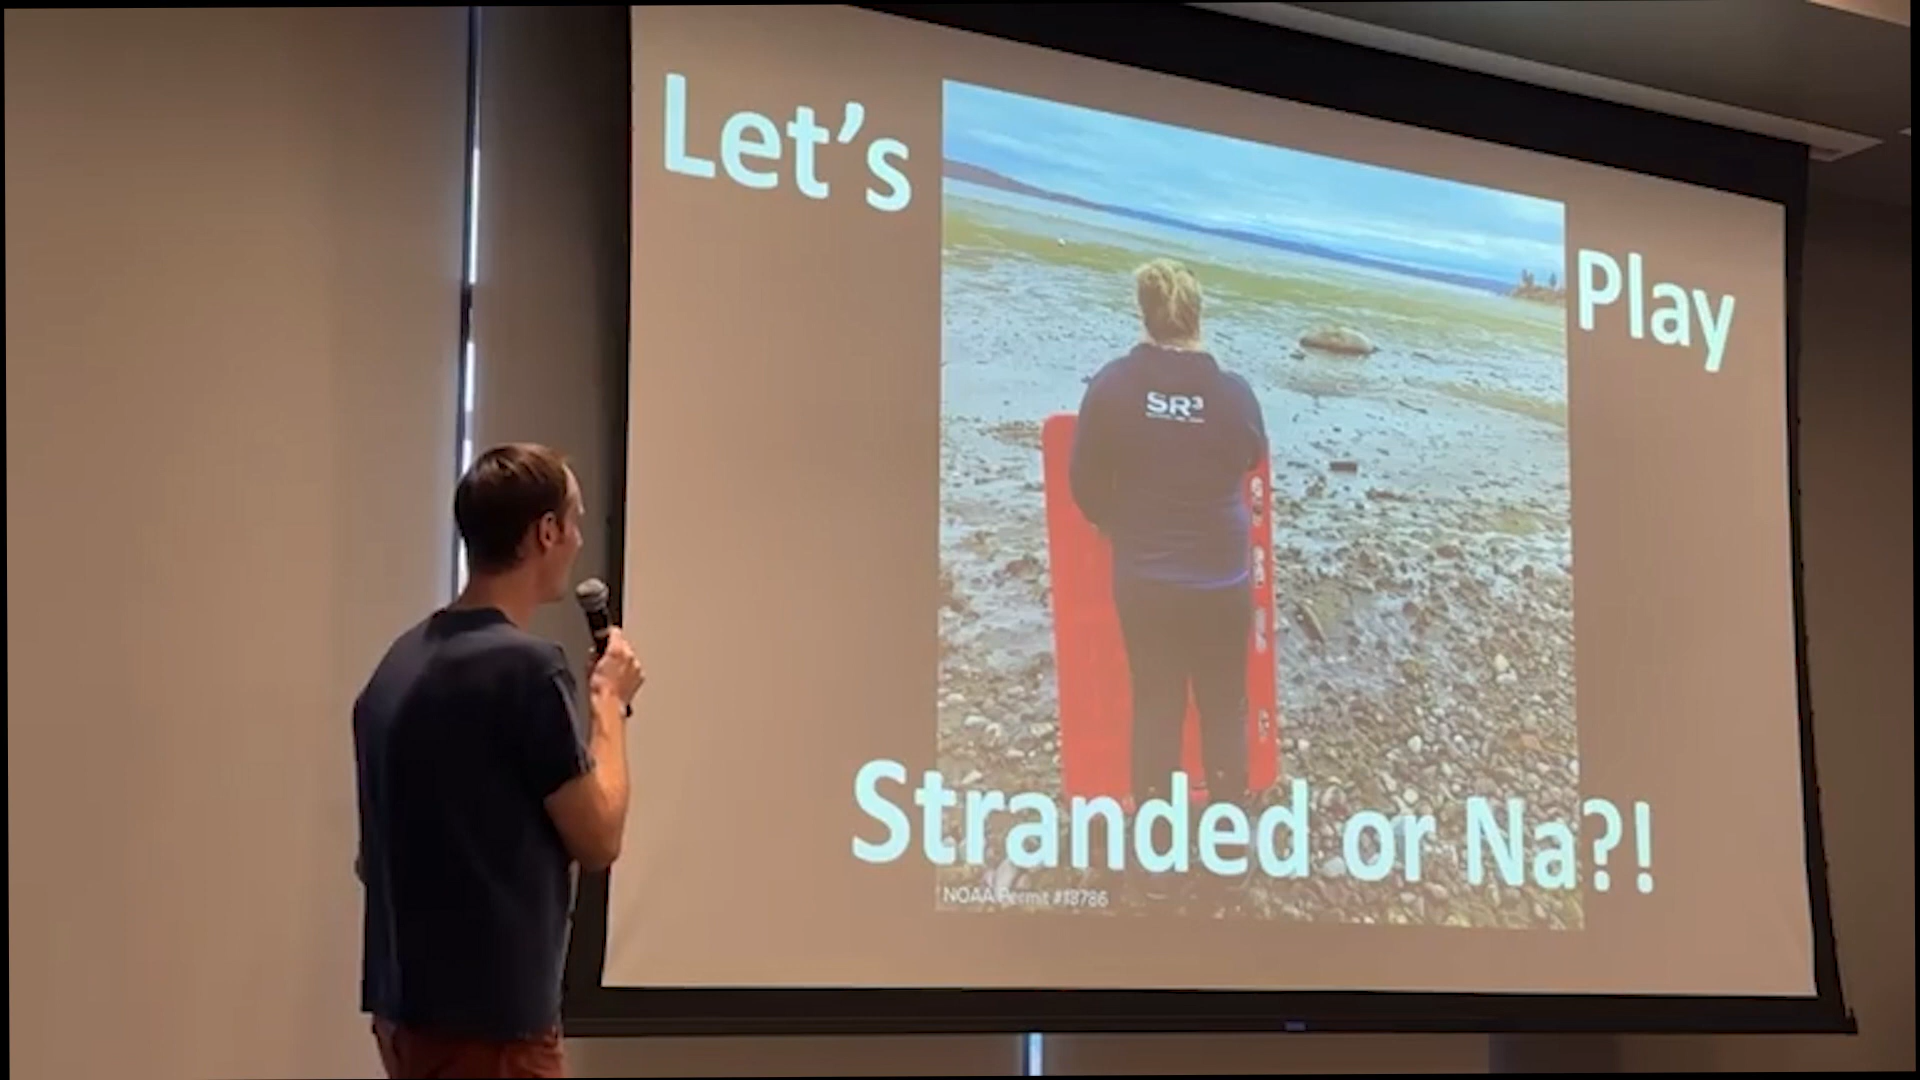 Let's
Play
SR³
Stranded or Na?!
NOAA Permit #18786